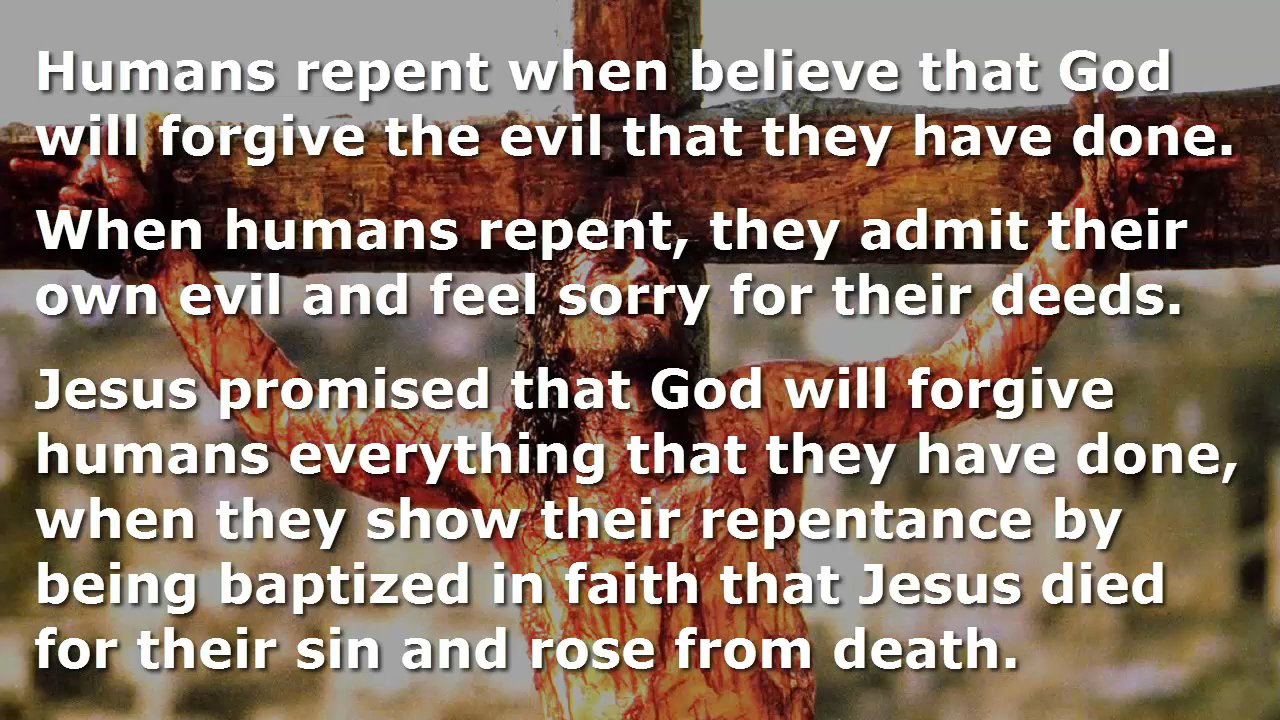 Humans repent when believe that God
will forgive the evil that they have done.
When humans repent, they admit their
own evil and feel sorry for their deeds.
Jesus promised that God will forgive
humans everything that they have done,
when they show their repentance by
being baptized in faith that Jesus died
for their sin and rose from death.